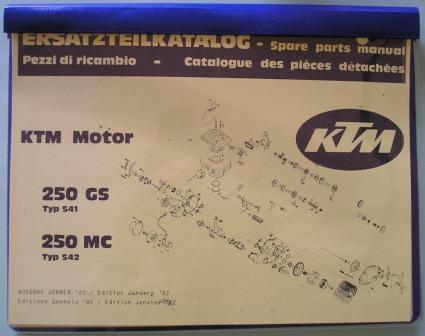 ERSATZTEILKATALOG - Spare parts manual
Pezzi di ricambio - Catalogue des pièces détachées
KTM Motor
KTM
250 GS
Typ 541
250 MC
Typ 542
AUSGABE JÄNNER '82 / Edition January '82
Edizione Gennaio '82 / Edition Janvier '82